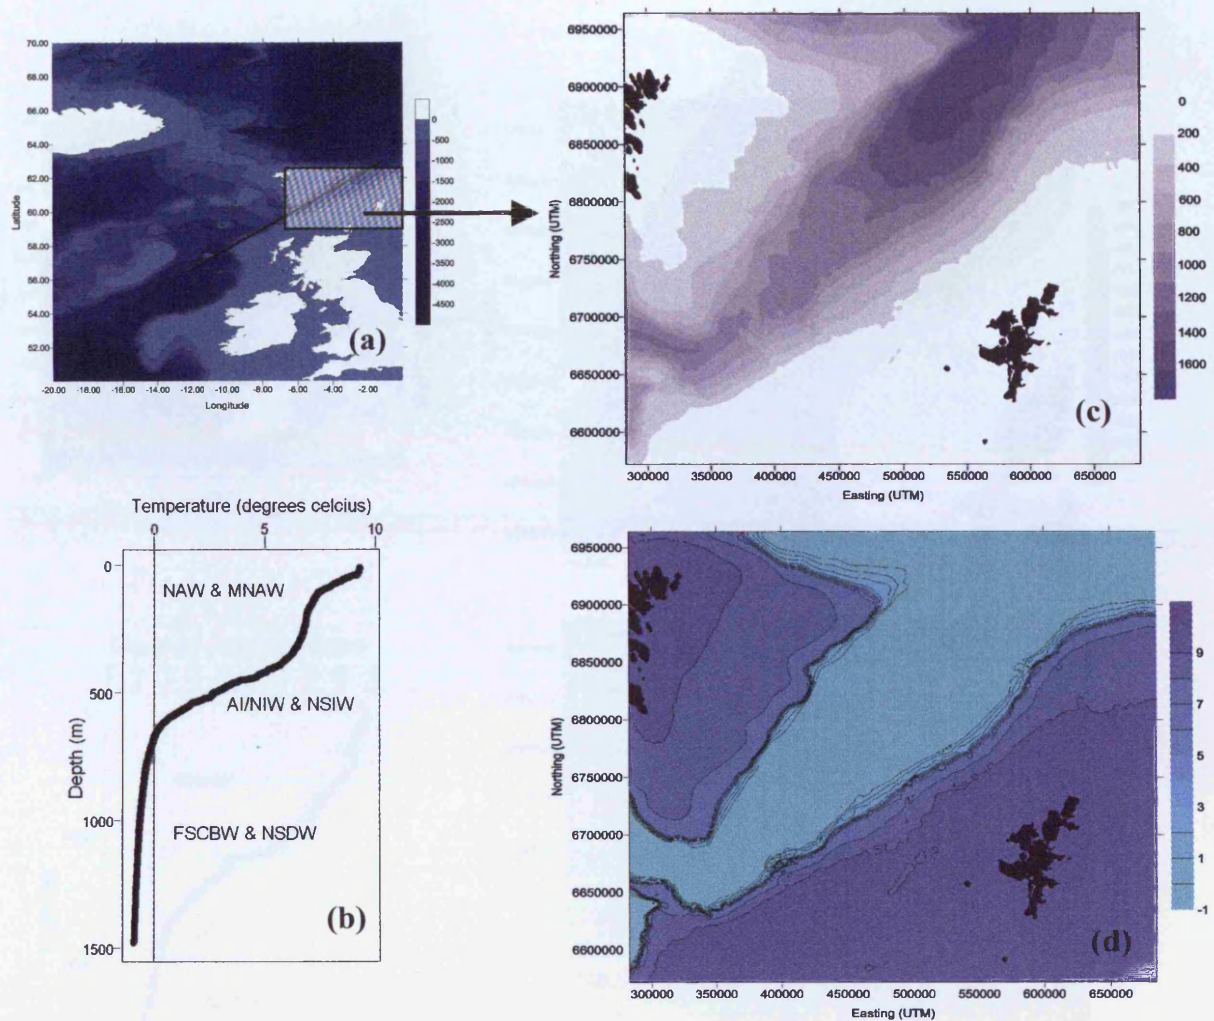 70.00
68.00
66.00
64.00
62.00
60.00
58.00
56.00
54.00
52.00
Latitude
-20.00 -18.00 -16.00 -14.00 -12.00 -10.00 -8.00 -6.00 -4.00 -2.00
Longitude
0
-500
-1000
-1500
-2000
-2500
-3000
-3500
-4000
-4500
(a)
6950000
6900000
6850000
6800000
6750000
6700000
6650000
6600000
Northing (UTM)
300000 350000 400000 450000 500000 550000 600000 650000
Easting (UTM)
0
200
400
600
800
1000
1200
1400
1600
(c)
Temperature (degrees celcius)
0 5 10
0
500
1000
1500
Depth (m)
NAW & MNAW
AI/NIW & NSIW
FSCBW & NSDW
(b)
6950000
6900000
6850000
6800000
6750000
6700000
6650000
6600000
Northing (UTM)
300000 350000 400000 450000 500000 550000 600000 650000
Easting (UTM)
9
7
5
3
1
-1
(d)